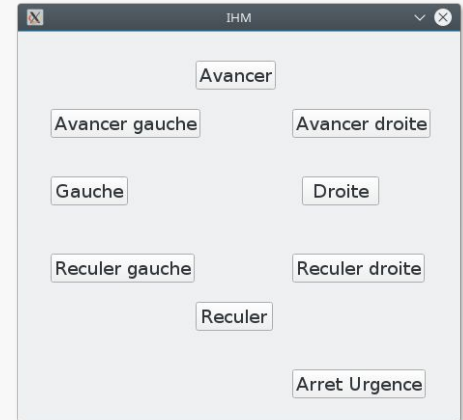 IHM
Avancer
Avancer gauche
Avancer droite
Gauche
Droite
Reculer gauche
Reculer droite
Reculer
Arret Urgence